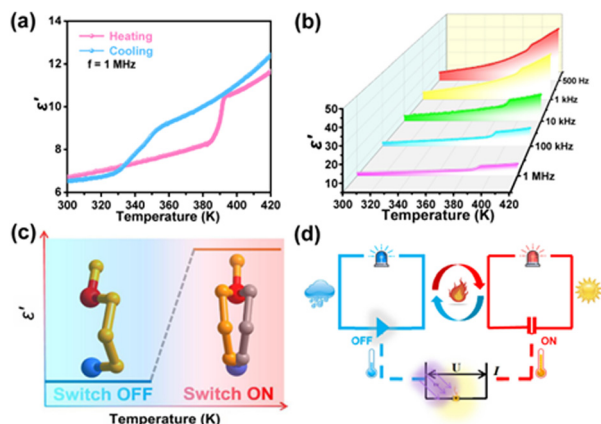 (a)
14
12
10
8
6
ε′
Heating
Cooling
f = 1 MHz
300 320 340 360 380 400 420
Temperature (K)
(b)
50
40
30
20
10
ε′
500 Hz
1 kHz
10 kHz
100 kHz
1 MHz
300 320 340 360 380 400 420
Temperature (K)
(c)
ε′
Switch OFF
Switch ON
Temperature (K)
(d)
OFF
ON
U
I